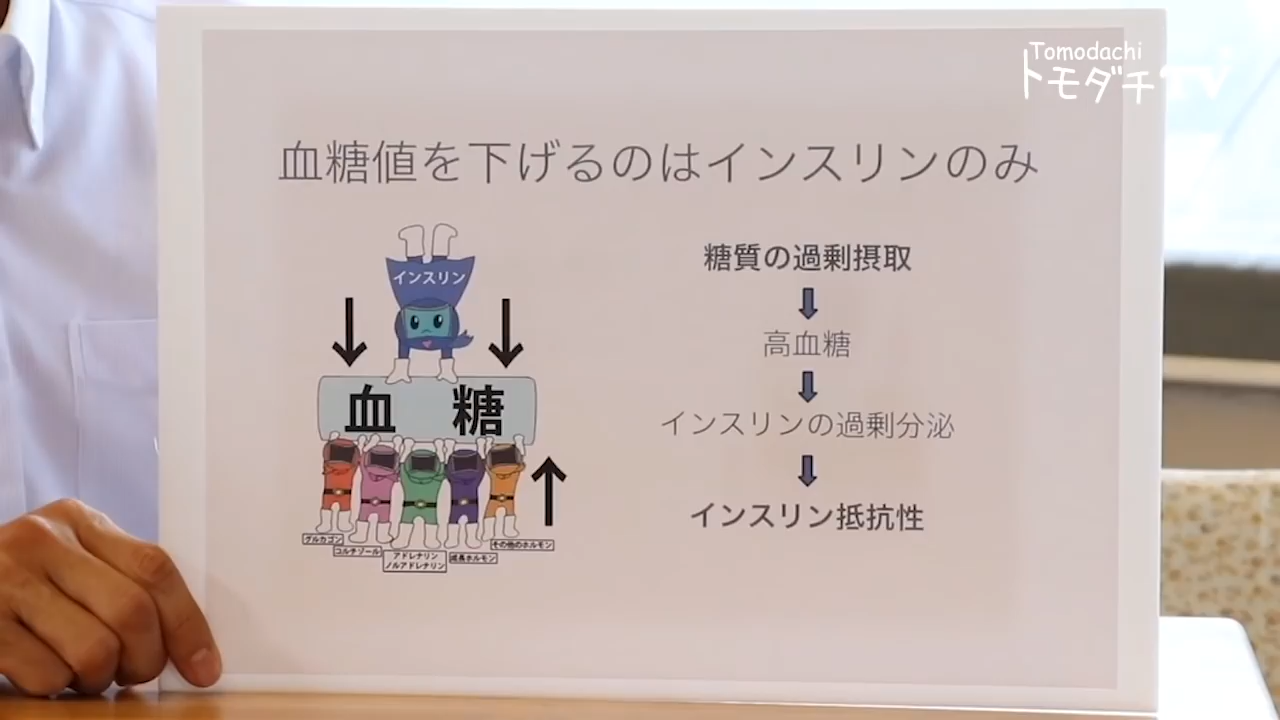 Tomodachi
トモダチTV
血糖値を下げるのはインスリンのみ
インスリン
血 糖
グルカゴン
コルチゾール
アドレナリン
ノルアドレナリン
成長ホルモン
その他のホルモン
糖質の過剰摂取
高血糖
インスリンの過剰分泌
インスリン抵抗性